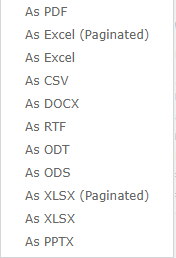 As PDF
As Excel (Paginated)
As Excel
As CSV
As DOCX
As RTF
As ODT
As ODS
As XLSX (Paginated)
As XLSX
As PPTX